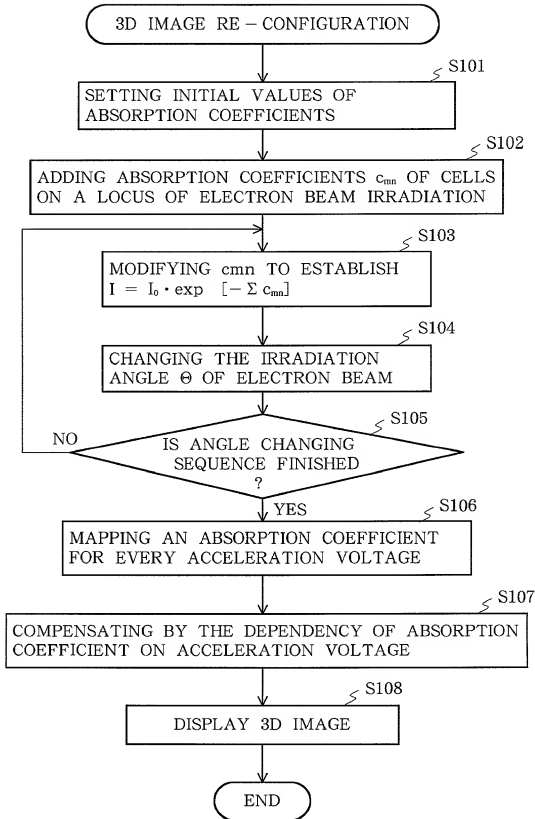 3D IMAGE RE－CONFIGURATION
S101
SETTING INITIAL VALUES OF
ABSORPTION COEFFICIENTS
S102
ADDING ABSORPTION COEFFICIENTS cₘₙ OF CELLS
ON A LOCUS OF ELECTRON BEAM IRRADIATION
S103
MODIFYING cmn TO ESTABLISH
I = I₀・exp [－Σ cₘₙ]
S104
CHANGING THE IRRADIATION
ANGLE Θ OF ELECTRON BEAM
S105
NO
IS ANGLE CHANGING
SEQUENCE FINISHED
?
YES
S106
MAPPING AN ABSORPTION COEFFICIENT
FOR EVERY ACCELERATION VOLTAGE
S107
COMPENSATING BY THE DEPENDENCY OF ABSORPTION
COEFFICIENT ON ACCELERATION VOLTAGE
S108
DISPLAY 3D IMAGE
END